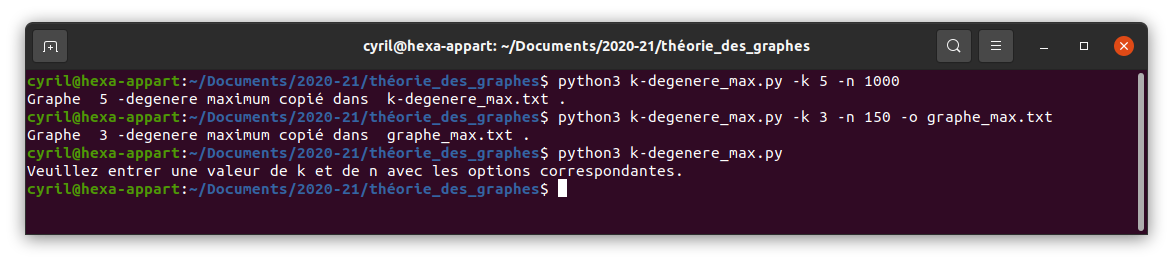 cyril@hexa-appart: ~/Documents/2020-21/théorie_des_graphes
cyril@hexa-appart:~/Documents/2020-21/théorie_des_graphes$ python3 k-degenere_max.py -k 5 -n 1000
Graphe  5 -degenere maximum copié dans  k-degenere_max.txt .
cyril@hexa-appart:~/Documents/2020-21/théorie_des_graphes$ python3 k-degenere_max.py -k 3 -n 150 -o graphe_max.txt
Graphe  3 -degenere maximum copié dans  graphe_max.txt .
cyril@hexa-appart:~/Documents/2020-21/théorie_des_graphes$ python3 k-degenere_max.py
Veuillez entrer une valeur de k et de n avec les options correspondantes.
cyril@hexa-appart:~/Documents/2020-21/théorie_des_graphes$